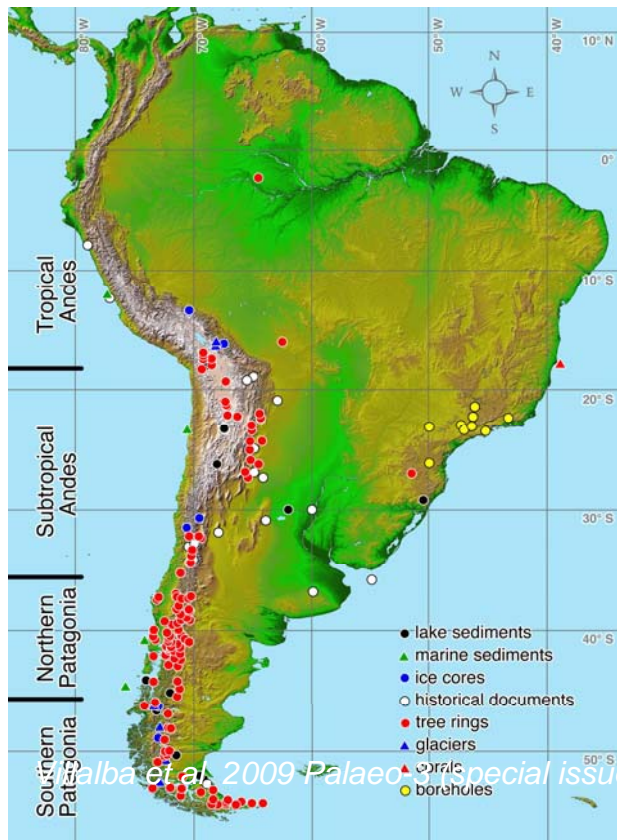 80° W
70° W
60° W
50° W
40° W
10° N
N
W E
S
0°
10° S
20° S
30° S
40° S
50° S
Tropical
Andes
Subtropical
Andes
Northern
Patagonia
Southern
Patagonia
lake sediments
marine sediments
ice cores
historical documents
tree rings
glaciers
corals
boreholes
Villalba et al. 2009 Palaeo-3 (special issu